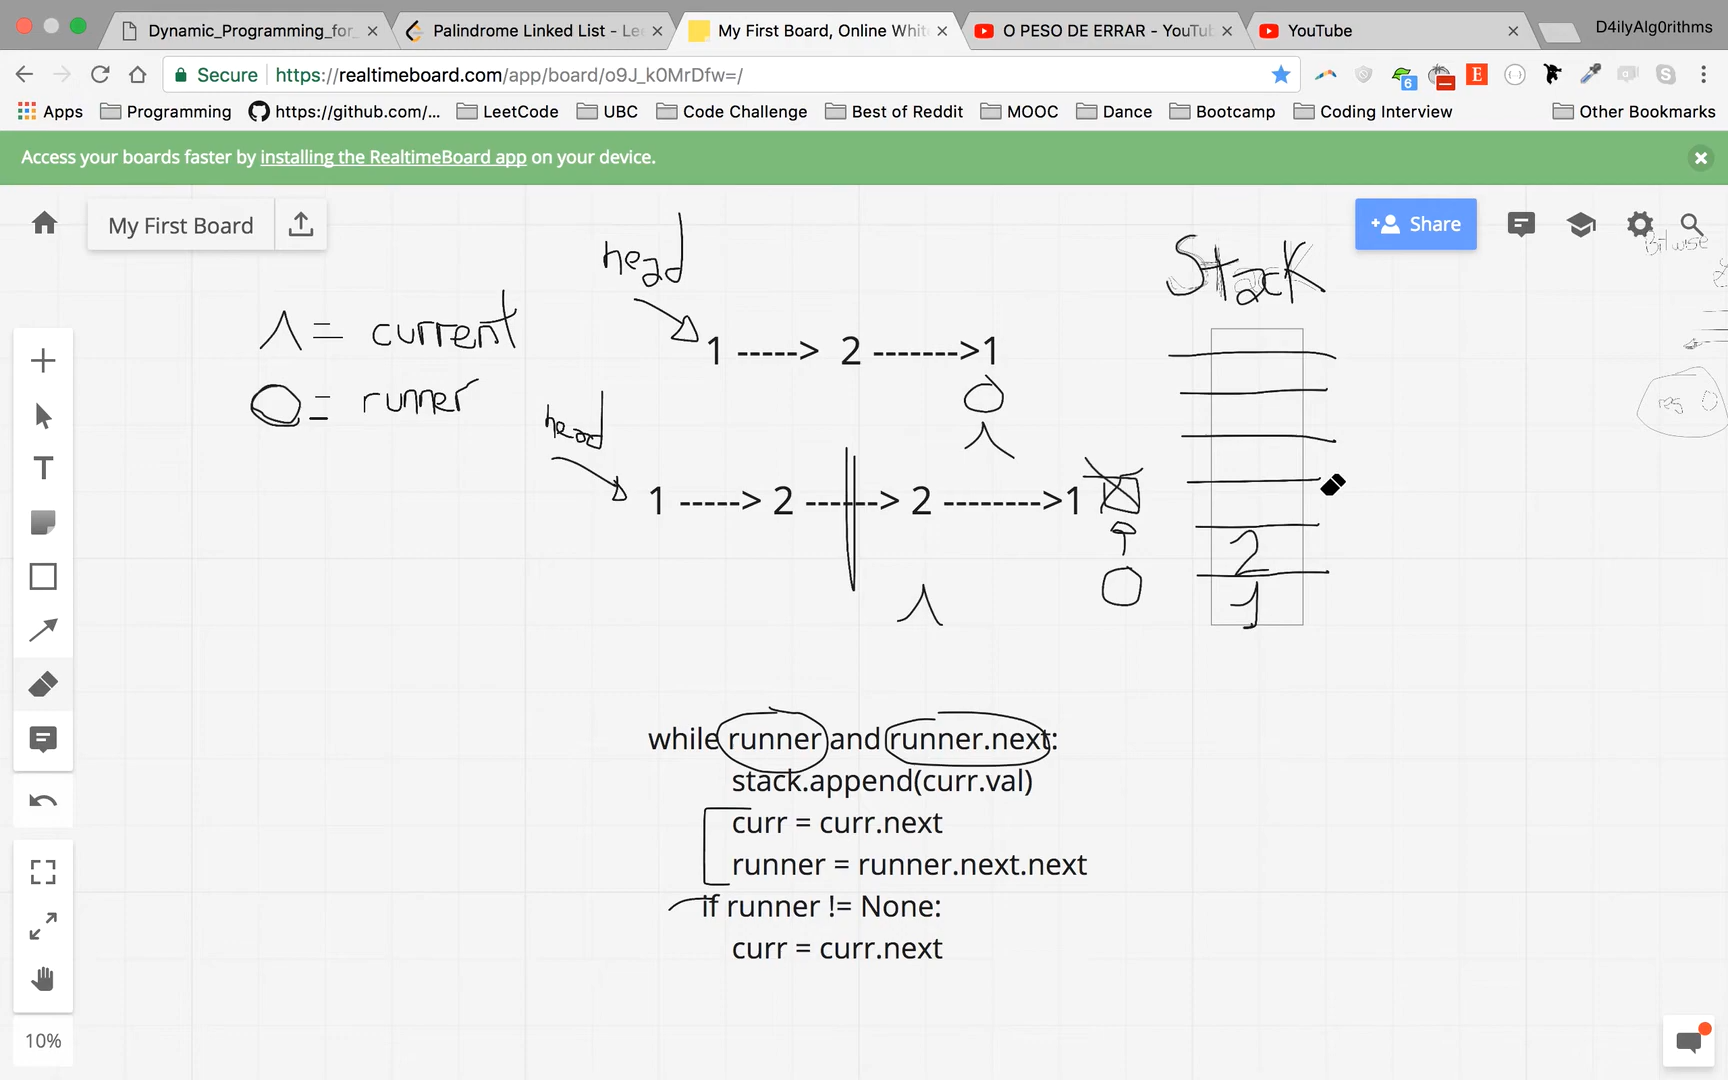 Dynamic_Programming_for_
Palindrome Linked List - Le
My First Board, Online Whit
O PESO DE ERRAR - YouTu
YouTube
D4ilyAlg0rithms
Secure
https://realtimeboard.com/app/board/o9J_k0MrDfw=/
6
E
Apps
Programming
https://github.com/...
LeetCode
UBC
Code Challenge
Best of Reddit
MOOC
Dance
Bootcamp
Coding Interview
Other Bookmarks
Access your boards faster by installing the RealtimeBoard app on your device.
My First Board
Share
Bitwise
head
Stack
Λ = current
1 -----> 2 ------->1
O = runner
head
1 -----> 2 ------> 2 -------->1
2
1
while runner and runner.next:
stack.append(curr.val)
curr = curr.next
runner = runner.next.next
if runner != None:
curr = curr.next
T
10%